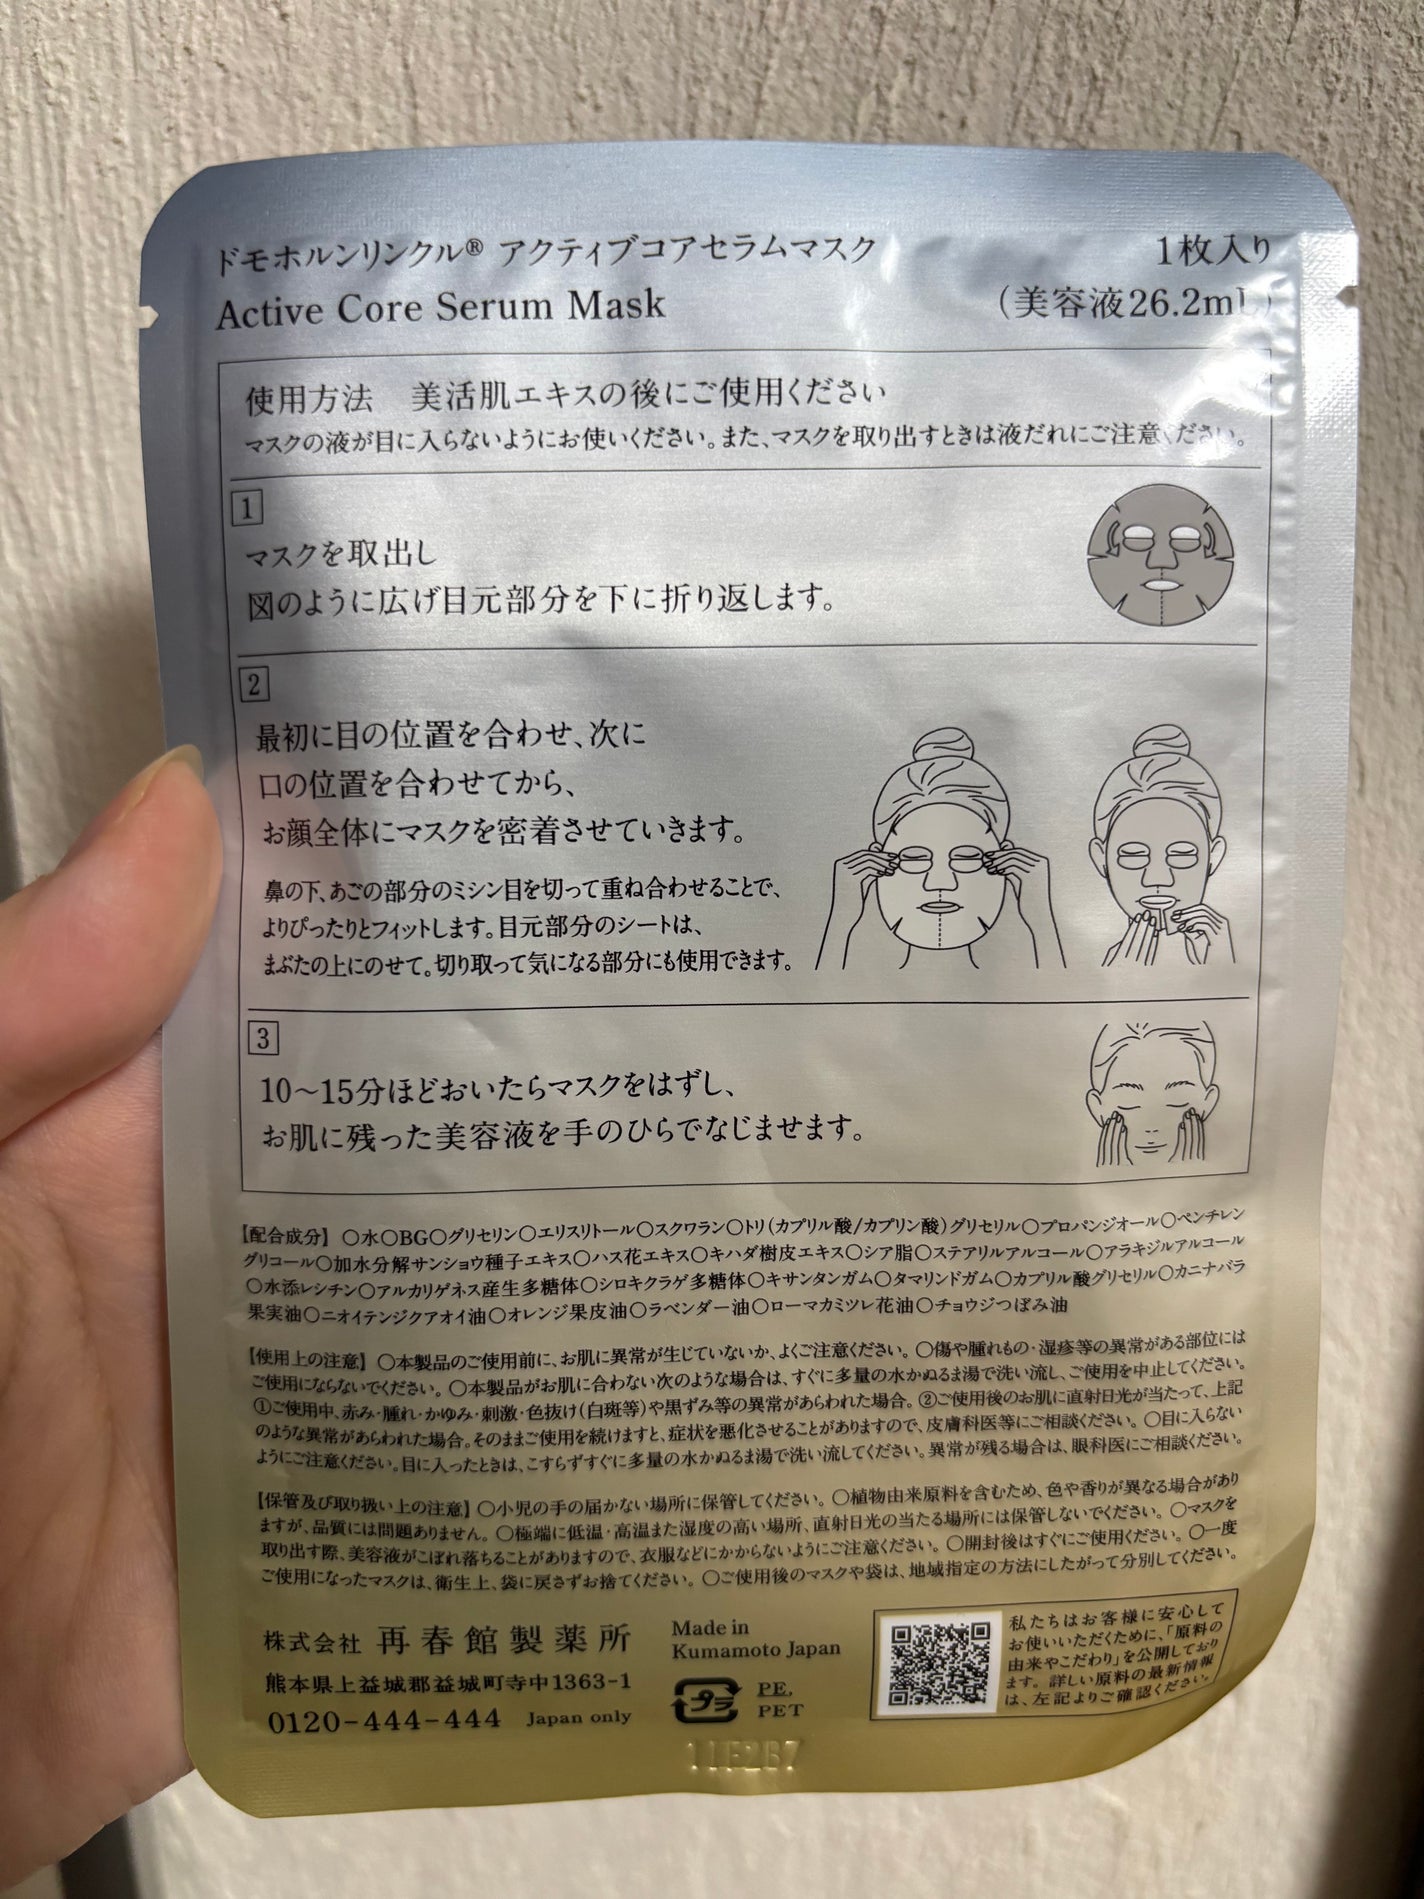 ドモホルンリンクル® アクティブコアセラムマスク 1枚入り
Active Core Serum Mask （美容液26.2mL）
使用方法 美活肌エキスの後にご使用ください
マスクの液が目に入らないようにお使いください。また、マスクを取り出すときは液だれにご注意ください。
1
マスクを取出し
図のように広げ目元部分を下に折り返します。
2
最初に目の位置を合わせ、次に
口の位置を合わせてから、
お顔全体にマスクを密着させていきます。
鼻の下、あごの部分のミシン目を切って重ね合わせることで、
よりぴったりとフィットします。目元部分のシートは、
まぶたの上にのせて。切り取って気になる部分にも使用できます。
3
10〜15分ほどおいたらマスクをはずし、
お肌に残った美容液を手のひらでなじませます。
【配合成分】 〇水〇BG〇グリセリン〇エリスリトール〇スクワラン〇トリ（カプリル酸/カプリン酸）グリセリル〇プロパンジオール〇ペンチレン
グリコール〇加水分解サンショウ種子エキス〇ハス花エキス〇キハダ樹皮エキス〇シア脂〇ステアリルアルコール〇アラキジルアルコール
〇水添レシチン〇アルカリゲネス産生多糖体〇シロキクラゲ多糖体〇キサンタンガム〇タマリンドガム〇カプリル酸グリセリル〇カニナバラ
果実油〇ニオイテンジクアオイ油〇オレンジ果皮油〇ラベンダー油〇ローマカミツレ花油〇チョウジつぼみ油
【使用上の注意】 〇本製品のご使用前に、お肌に異常が生じていないか、よくご注意ください。 〇傷や腫れもの・湿疹等の異常がある部位には
ご使用にならないでください。 〇本製品がお肌に合わない次のような場合は、すぐに多量の水かぬるま湯で洗い流し、ご使用を中止してください。
①ご使用中、赤み・腫れ・かゆみ・刺激・色抜け（白斑等）や黒ずみ等の異常があらわれた場合。 ②ご使用後のお肌に直射日光が当たって、上記
のような異常があらわれた場合。そのままご使用を続けますと、症状を悪化させることがありますので、皮膚科医等にご相談ください。 〇目に入らない
ようにご注意ください。目に入ったときは、こすらずすぐに多量の水かぬるま湯で洗い流してください。異常が残る場合は、眼科医にご相談ください。
【保管及び取り扱い上の注意】 〇小児の手の届かない場所に保管してください。 〇植物由来原料を含むため、色や香りが異なる場合があり
ますが、品質には問題ありません。 〇極端に低温・高温また湿度の高い場所、直射日光の当たる場所には保管しないでください。 〇マスクを
取り出す際、美容液がこぼれ落ちることがありますので、衣服などにかからないようにご注意ください。 〇開封後はすぐにご使用ください。 〇一度
ご使用になったマスクは、衛生上、袋に戻さずお捨てください。 〇ご使用後のマスクや袋は、地域指定の方法にしたがって分別してください。
株式会社 再春館製薬所
熊本県上益城郡益城町寺中1363-1
0120-444-444 Japan only
Made in
Kumamoto Japan
プラ
PE,
PET
私たちはお客様に安心して
お使いいただくために、「原料の
由来やこだわり」を公開しており
ます。詳しい原料の最新情報
は、左記よりご確認ください。
11F2B7